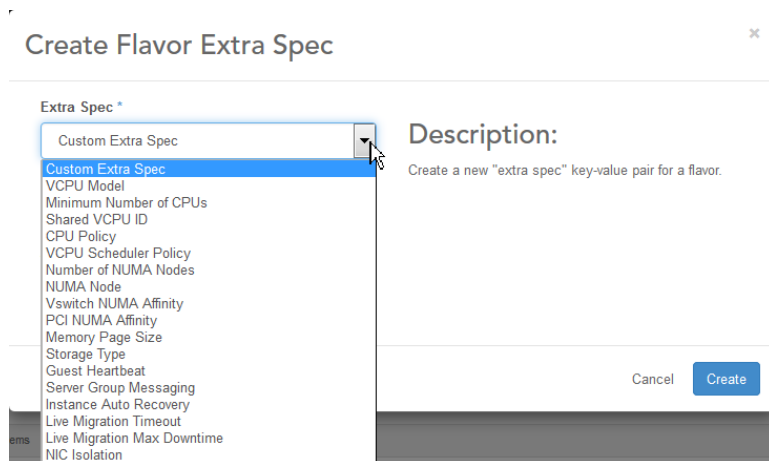 Create Flavor Extra Spec
×
Extra Spec *
Custom Extra Spec
Description:
Create a new "extra spec" key-value pair for a flavor.
Custom Extra Spec
VCPU Model
Minimum Number of CPUs
Shared VCPU ID
CPU Policy
VCPU Scheduler Policy
Number of NUMA Nodes
NUMA Node
Vswitch NUMA Affinity
PCI NUMA Affinity
Memory Page Size
Storage Type
Guest Heartbeat
Server Group Messaging
Instance Auto Recovery
Live Migration Timeout
Live Migration Max Downtime
NIC Isolation
Cancel
Create
ems